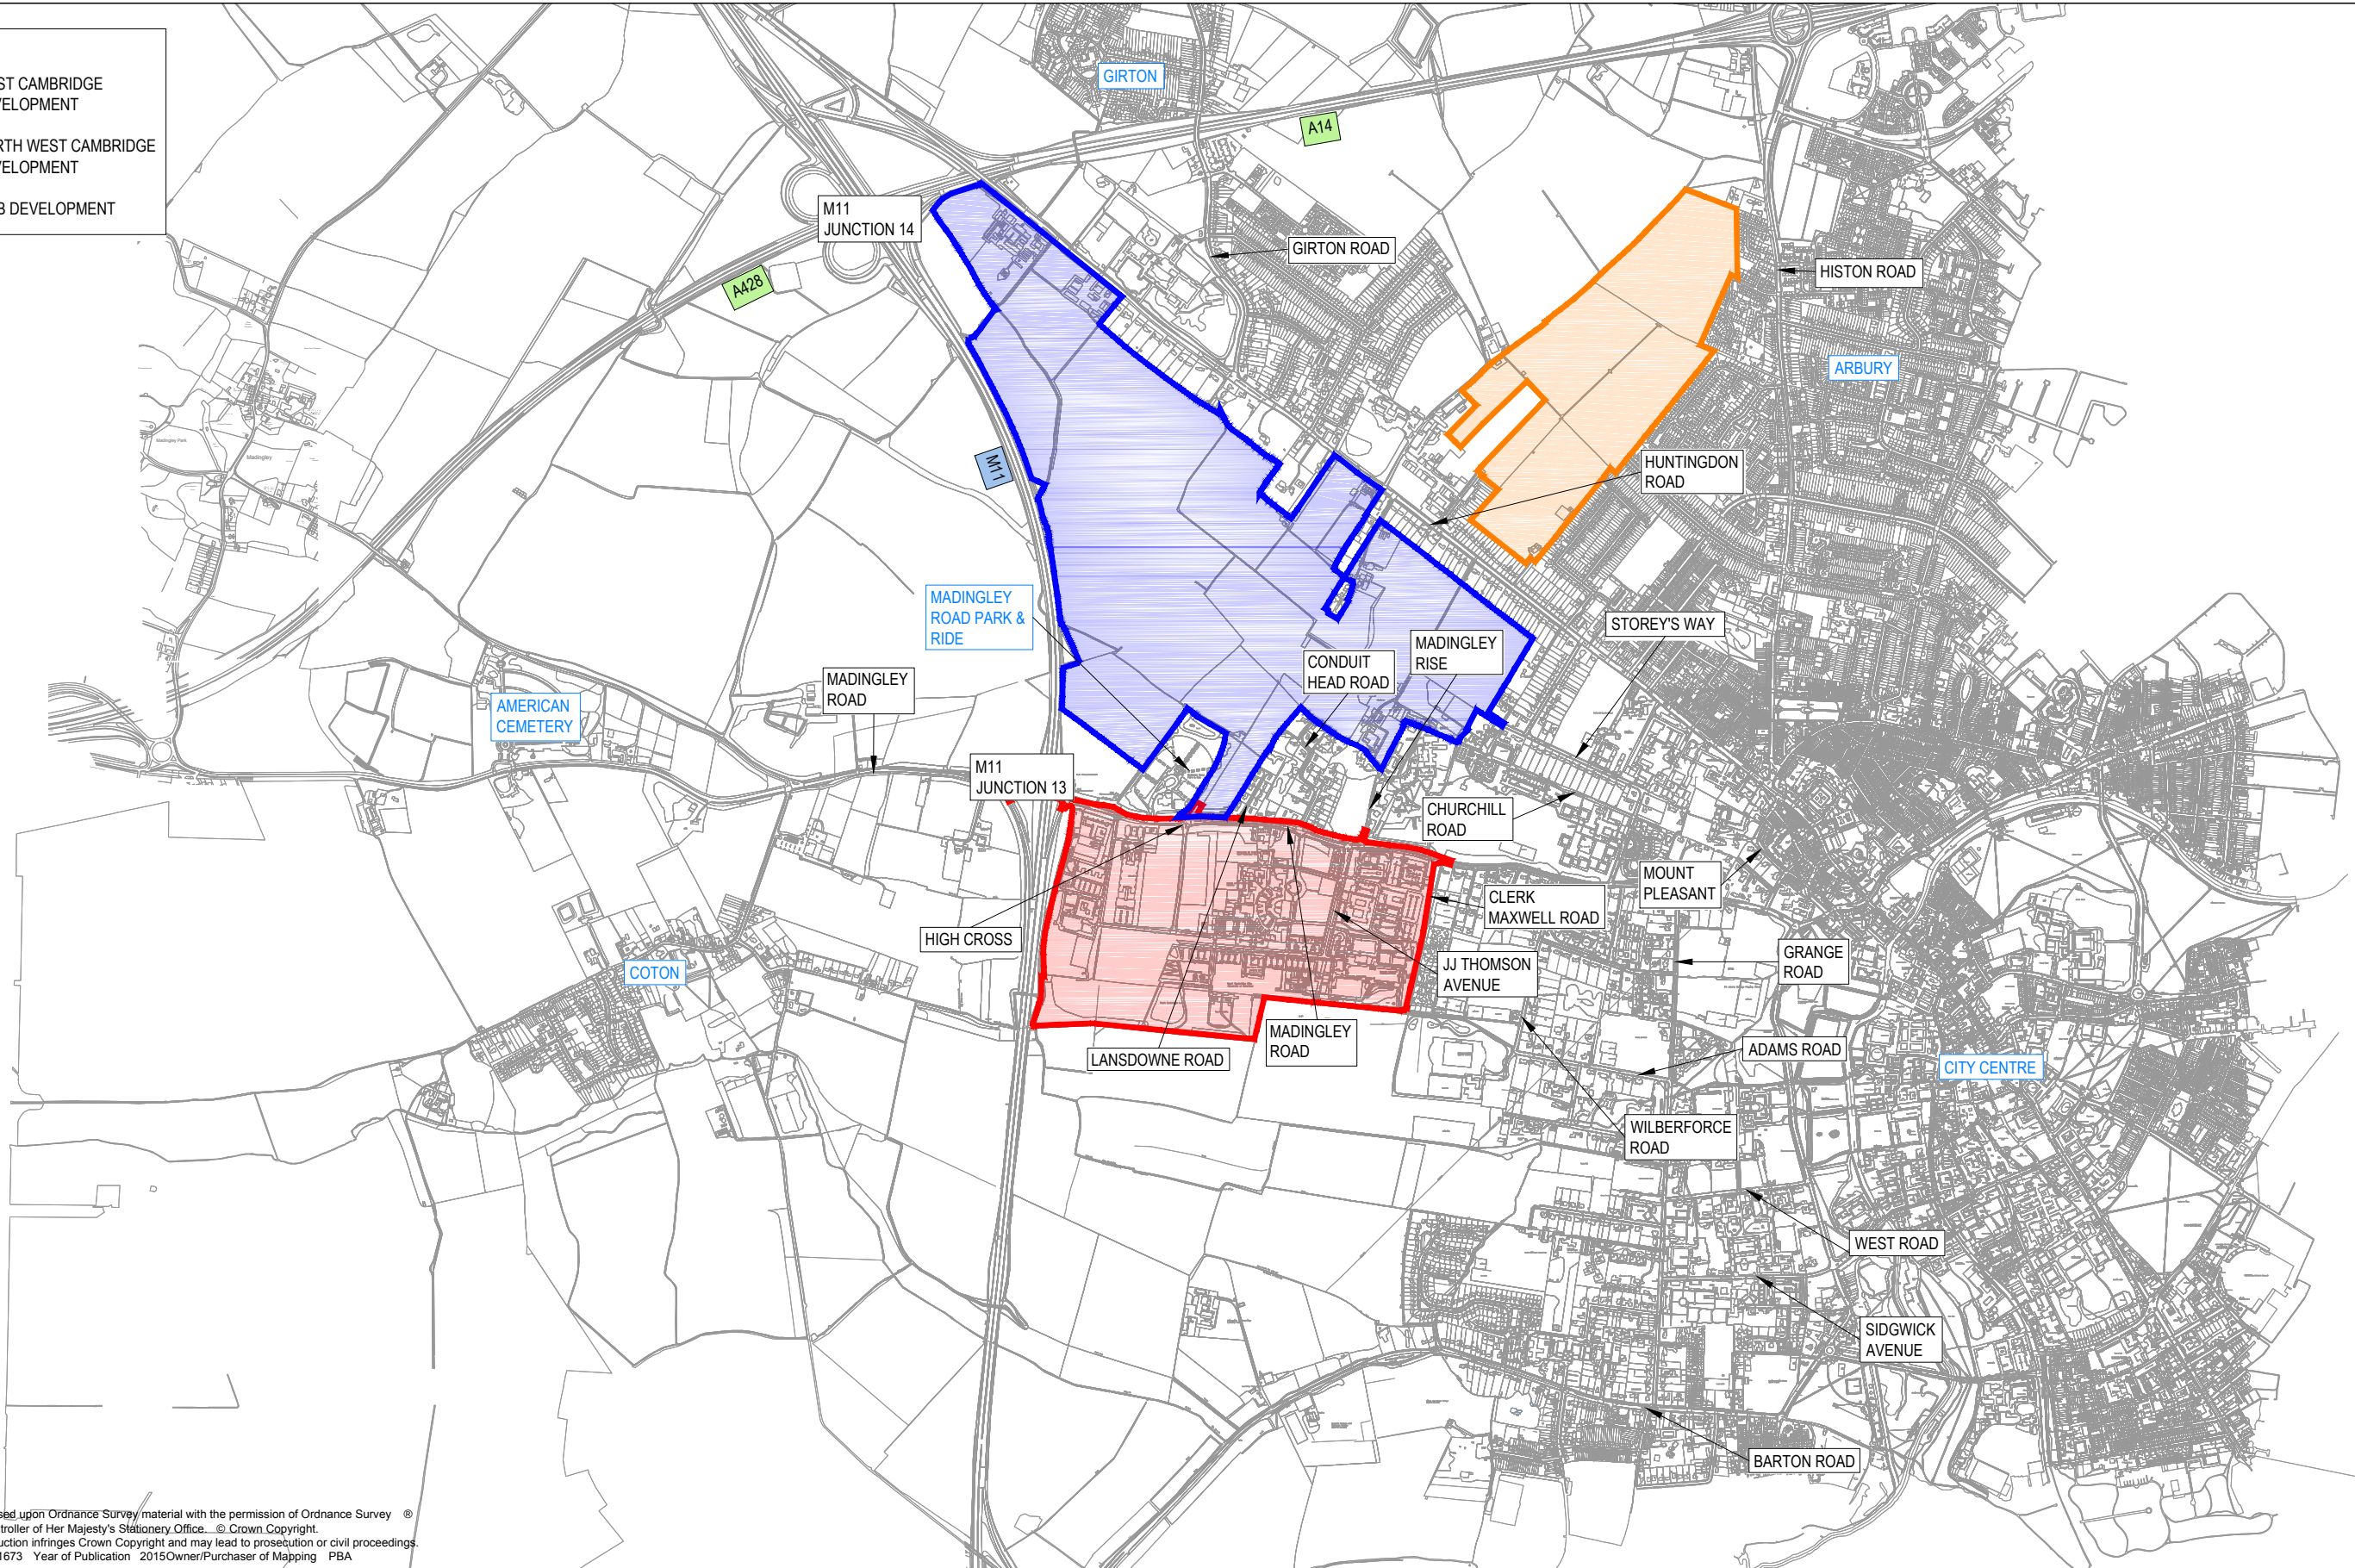 ST CAMBRIDGE
VELOPMENT
RTH WEST CAMBRIDGE
VELOPMENT
B DEVELOPMENT
GIRTON
A14
M11
JUNCTION 14
A428
GIRTON ROAD
HISTON ROAD
ARBURY
Madingley Park
Madingley
M11
HUNTINGDON
ROAD
MADINGLEY
ROAD PARK &
RIDE
STOREY'S WAY
MADINGLEY
RISE
CONDUIT
HEAD ROAD
MADINGLEY
ROAD
AMERICAN
CEMETERY
M11
JUNCTION 13
CHURCHILL
ROAD
MOUNT
PLEASANT
CLERK
MAXWELL ROAD
HIGH CROSS
GRANGE
ROAD
COTON
JJ THOMSON
AVENUE
MADINGLEY
ROAD
LANSDOWNE ROAD
ADAMS ROAD
CITY CENTRE
WILBERFORCE
ROAD
WEST ROAD
SIDGWICK
AVENUE
BARTON ROAD
sed upon Ordnance Survey material with the permission of Ordnance Survey ®
troller of Her Majesty's Stationery Office. © Crown Copyright.
uction infringes Crown Copyright and may lead to prosecution or civil proceedings.
1673 Year of Publication 2015Owner/Purchaser of Mapping PBA